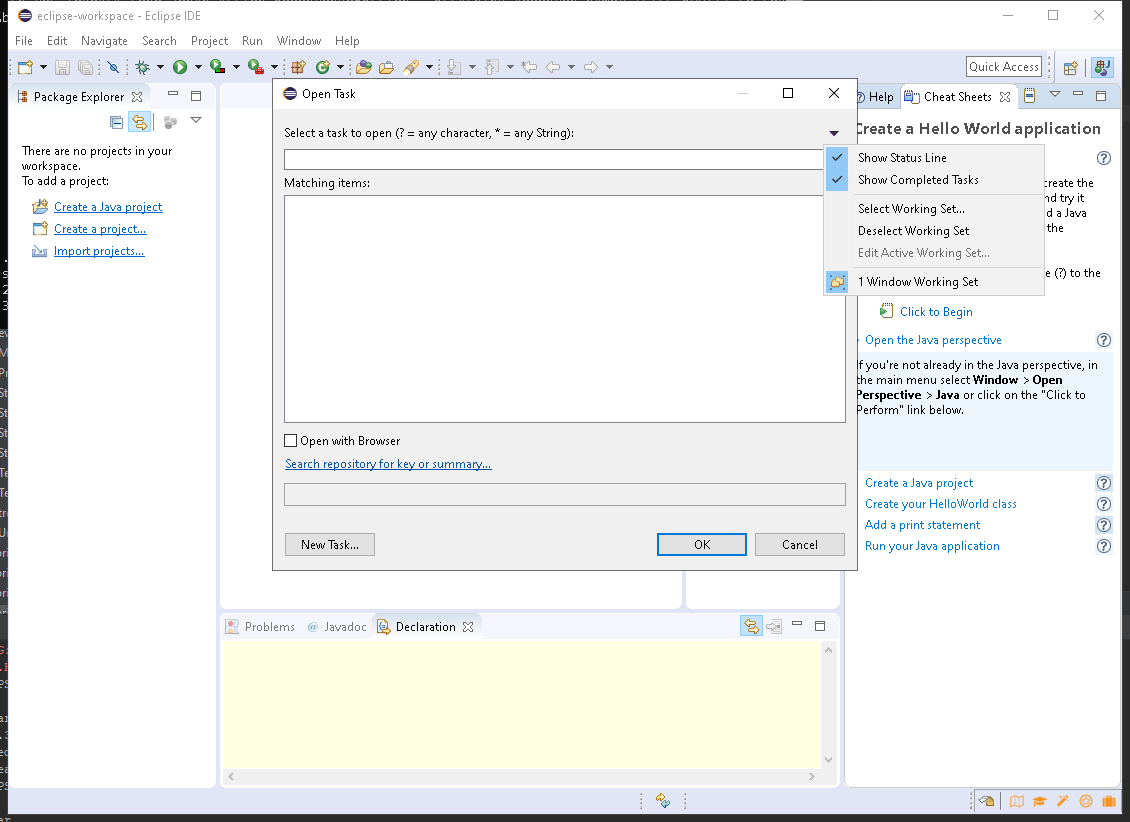 eclipse-workspace - Eclipse IDE
File Edit Navigate Search Project Run Window Help
Quick Access
Package Explorer
There are no projects in your
workspace.
To add a project:
Create a Java project
Create a project...
Import projects...
Open Task
Select a task to open (? = any character, * = any String):
Matching items:
Open with Browser
Search repository for key or summary...
New Task...
OK
Cancel
Show Status Line
Show Completed Tasks
Select Working Set...
Deselect Working Set
Edit Active Working Set...
1 Window Working Set
Help
Cheat Sheets
Create a Hello World application
create the
nd try it
d a Java
the
e (?) to the
Click to Begin
Open the Java perspective
If you're not already in the Java perspective, in
the main menu select Window > Open
Perspective > Java or click on the "Click to
Perform" link below.
Create a Java project
Create your HelloWorld class
Add a print statement
Run your Java application
Problems
@ Javadoc
Declaration